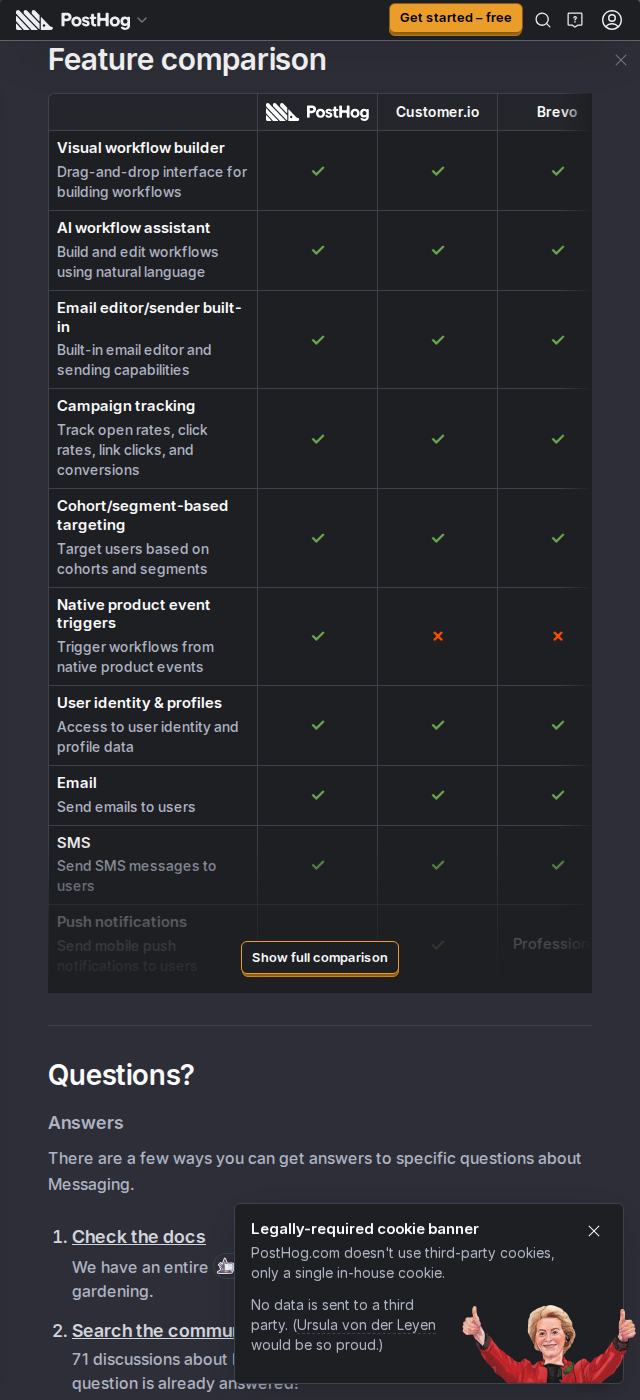 PostHog
Get started – free
Feature comparison
PostHog
Customer.io
Brevo
Visual workflow builder
Drag-and-drop interface for
building workflows
AI workflow assistant
Build and edit workflows
using natural language
Email editor/sender built-
in
Built-in email editor and
sending capabilities
Campaign tracking
Track open rates, click
rates, link clicks, and
conversions
Cohort/segment-based
targeting
Target users based on
cohorts and segments
Native product event
triggers
Trigger workflows from
native product events
User identity & profiles
Access to user identity and
profile data
Email
Send emails to users
SMS
Send SMS messages to
users
Push notifications
Send mobile push
notifications to users
Show full comparison
Questions?
Answers
There are a few ways you can get answers to specific questions about
Messaging.
1. Check the docs
We have an entire
gardening.
2. Search the
71 discussions about
question is already answered!
Legally-required cookie banner
PostHog.com doesn't use third-party cookies,
only a single in-house cookie.
No data is sent to a third
party. (Ursula von der Leyen
would be so proud.)